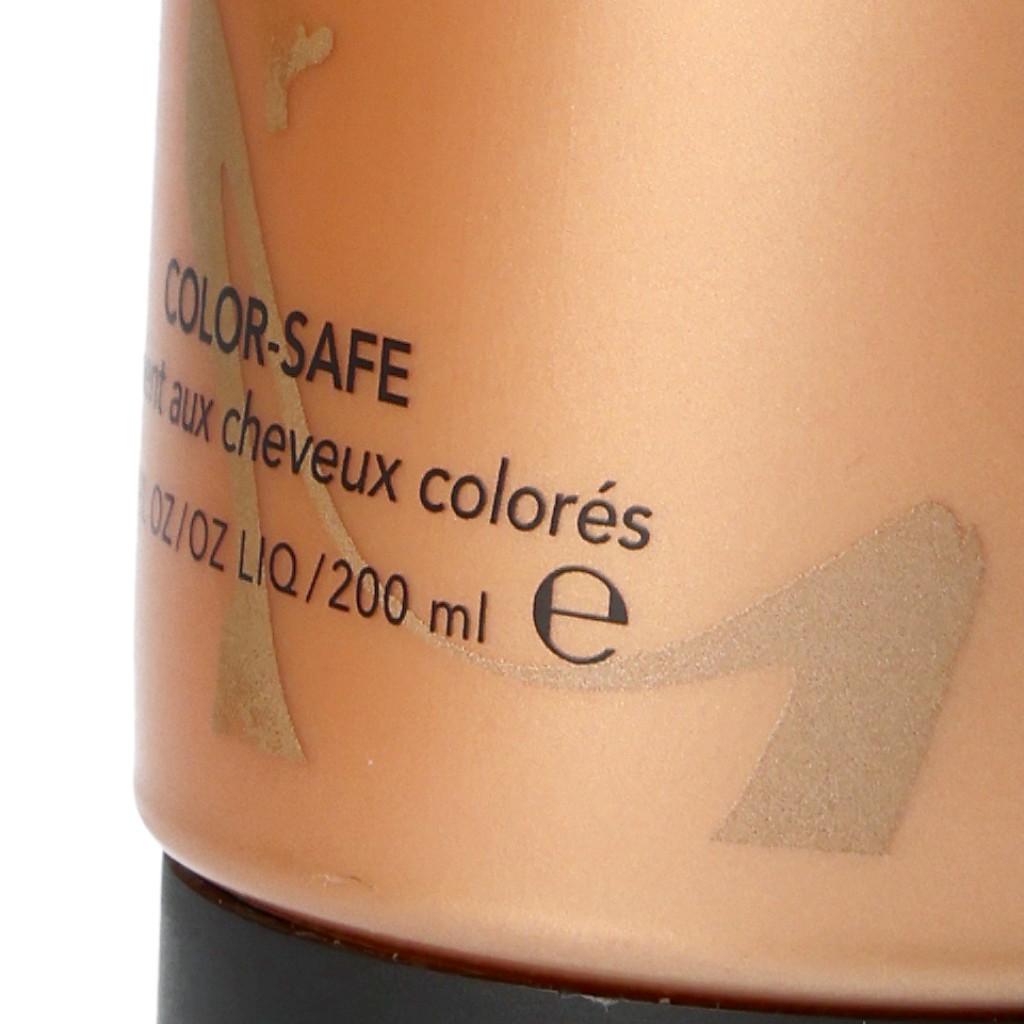 COLOR-SAFE
aux cheveux colorés
OZ/OZ LIQ/200 ml ℮